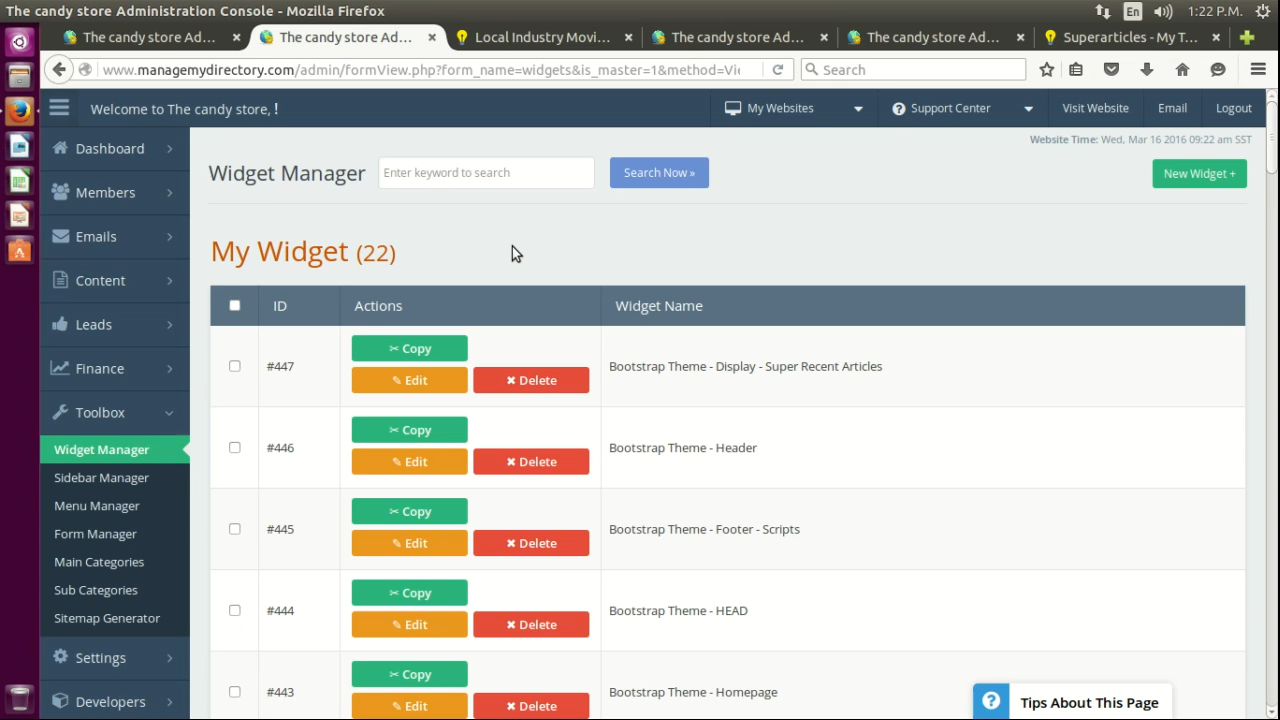 The candy store Administration Console - Mozilla Firefox
En
1:22 P.M.
The candy store Ad... ×
The candy store Ad... ×
Local Industry Movi... ×
The candy store Ad... ×
The candy store Ad... ×
Superarticles - My T... ×
www.managemydirectory.com/admin/formView.php?form_name=widgets&is_master=1&method=Vi
Search
Welcome to The candy store, !
My Websites
? Support Center
Visit Website
Email
Logout
Website Time: Wed, Mar 16 2016 09:22 am SST
Dashboard
Members
Emails
Content
Leads
Finance
Toolbox
Widget Manager
Sidebar Manager
Menu Manager
Form Manager
Main Categories
Sub Categories
Sitemap Generator
Settings
Developers
Widget Manager
Enter keyword to search
Search Now »
New Widget +
My Widget (22)
ID Actions Widget Name
#447
✂ Copy
✎ Edit
✖ Delete
Bootstrap Theme - Display - Super Recent Articles
#446
✂ Copy
✎ Edit
✖ Delete
Bootstrap Theme - Header
#445
✂ Copy
✎ Edit
✖ Delete
Bootstrap Theme - Footer - Scripts
#444
✂ Copy
✎ Edit
✖ Delete
Bootstrap Theme - HEAD
#443
✂ Copy
✎ Edit
✖ Delete
Bootstrap Theme - Homepage
? Tips About This Page